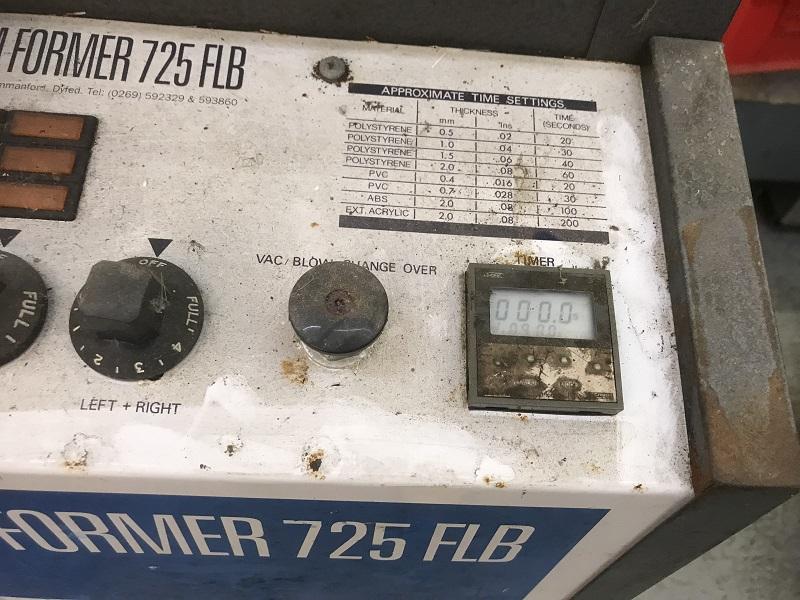 FORMER 725 FLB
mmanford, Dyfed. Tel: (0269) 592329 & 593860
APPROXIMATE TIME SETTINGS
MATERIAL THICKNESS TIME
mm ins (SECONDS)
POLYSTYRENE 0.5 .02 20
POLYSTYRENE 1.0 .04 30
POLYSTYRENE 1.5 .06 40
POLYSTYRENE 2.0 .08 60
PVC 0.4 .016 20
PVC 0.7 .028 30
ABS 2.0 .08 100
EXT. ACRYLIC 2.0 .08 200
VAC/BLOW CHANGE OVER
TIMER
000.0s
OFF
FULL
4
3
2
1
FULL
LEFT + RIGHT
FORMER 725 FLB